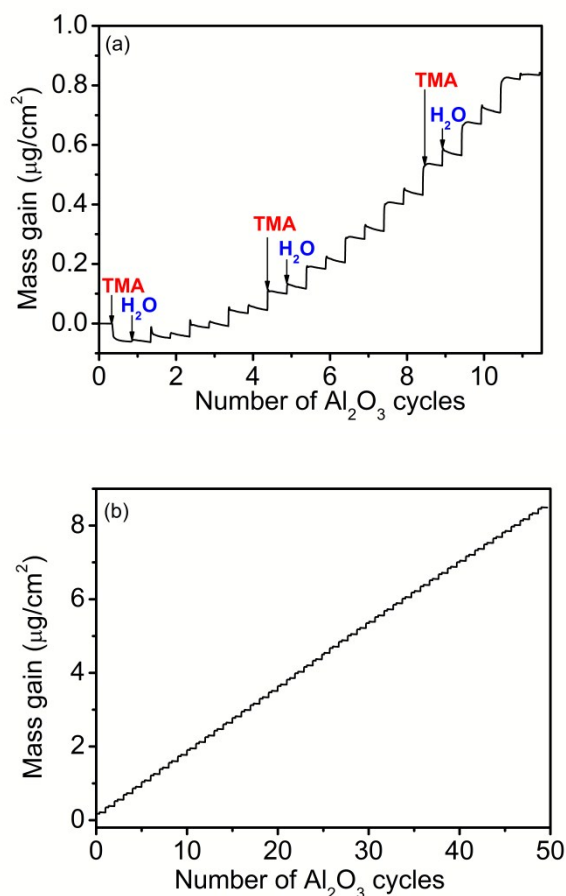 (a)
Mass gain (μg/cm²)
1.0
0.8
0.6
0.4
0.2
0.0
TMA
H₂O
TMA
H₂O
TMA
H₂O
0 2 4 6 8 10
Number of Al₂O₃ cycles
(b)
Mass gain (μg/cm²)
8
6
4
2
0
0 10 20 30 40 50
Number of Al₂O₃ cycles